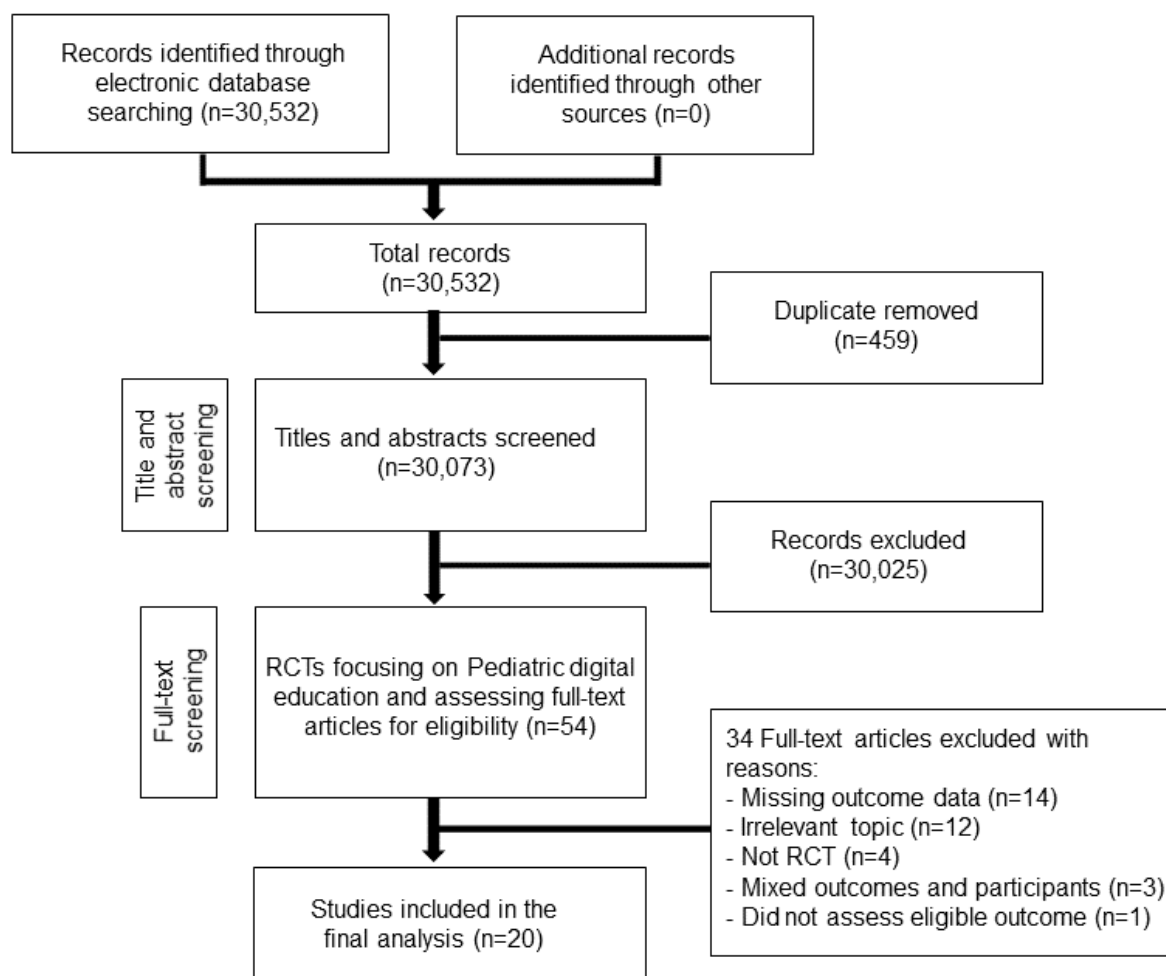 Records identified through
electronic database
searching (n=30,532)
Additional records
identified through other
sources (n=0)
Total records
(n=30,532)
Duplicate removed
(n=459)
Title and
abstract
screening
Titles and abstracts screened
(n=30,073)
Records excluded
(n=30,025)
Full-text
screening
RCTs focusing on Pediatric digital
education and assessing full-text
articles for eligibility (n=54)
34 Full-text articles excluded with
reasons:
- Missing outcome data (n=14)
- Irrelevant topic (n=12)
- Not RCT (n=4)
- Mixed outcomes and participants (n=3)
- Did not assess eligible outcome (n=1)
Studies included in the
final analysis (n=20)